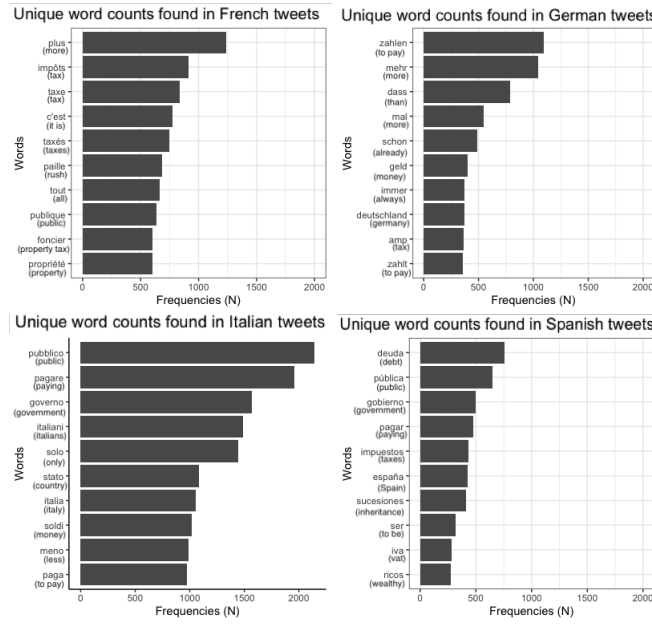 Unique word counts found in French tweets
Words
plus
(more)
impôts
(tax)
taxe
(tax)
c'est
(it is)
taxés
(taxes)
paille
(rush)
tout
(all)
publique
(public)
foncier
(property tax)
propriété
(property)
0 500 1000 1500 2000
Frequencies (N)
Unique word counts found in German tweets
Words
zahlen
(to pay)
mehr
(more)
dass
(than)
mal
(more)
schon
(already)
geld
(money)
immer
(always)
deutschland
(germany)
amp
(tax)
zahlt
(to pay)
0 500 1000 1500 2000
Frequencies (N)
Unique word counts found in Italian tweets
Words
pubblico
(public)
pagare
(paying)
governo
(government)
italiani
(italians)
solo
(only)
stato
(country)
italia
(italy)
soldi
(money)
meno
(less)
paga
(to pay)
0 500 1000 1500 2000
Frequencies (N)
Unique word counts found in Spanish tweets
Words
deuda
(debt)
pública
(public)
gobierno
(government)
pagar
(paying)
impuestos
(taxes)
españa
(Spain)
sucesiones
(inheritance)
ser
(to be)
iva
(vat)
ricos
(wealthy)
0 500 1000 1500 2000
Frequencies (N)